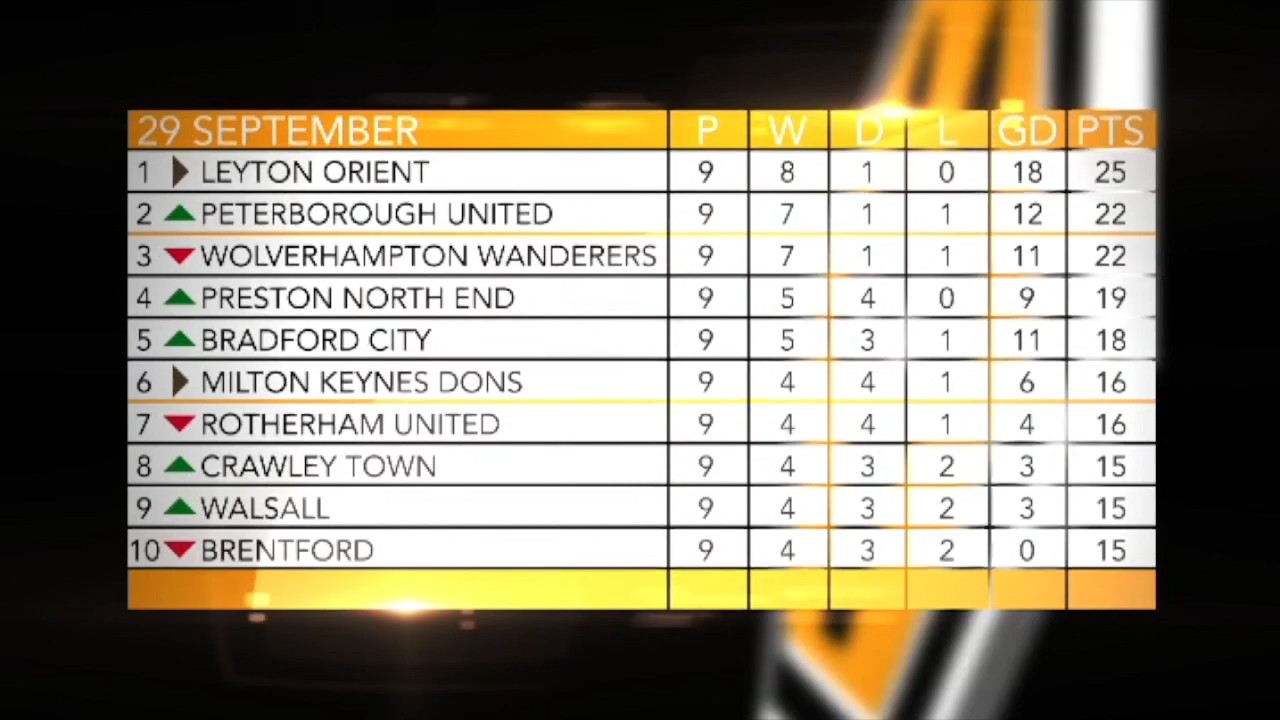 29 SEPTEMBER P W D L GD PTS
1 LEYTON ORIENT 9 8 1 0 18 25
2 PETERBOROUGH UNITED 9 7 1 1 12 22
3 WOLVERHAMPTON WANDERERS 9 7 1 1 11 22
4 PRESTON NORTH END 9 5 4 0 9 19
5 BRADFORD CITY 9 5 3 1 11 18
6 MILTON KEYNES DONS 9 4 4 1 6 16
7 ROTHERHAM UNITED 9 4 4 1 4 16
8 CRAWLEY TOWN 9 4 3 2 3 15
9 WALSALL 9 4 3 2 3 15
10 BRENTFORD 9 4 3 2 0 15